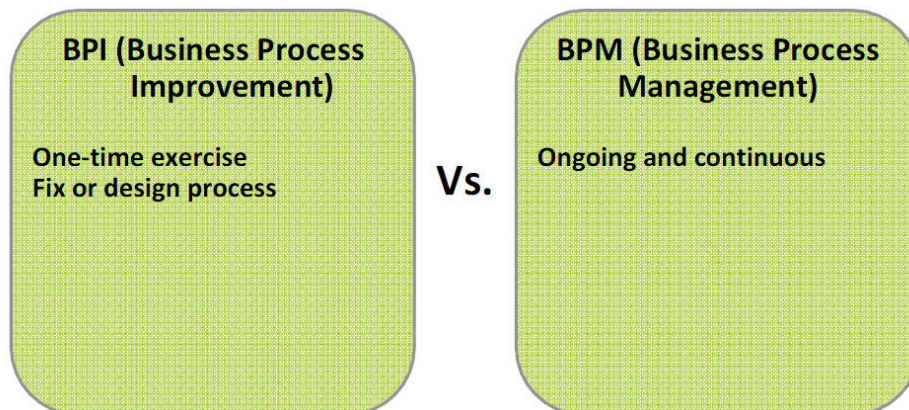 BPI (Business Process
Improvement)
One-time exercise
Fix or design process
Vs.
BPM (Business Process
Management)
Ongoing and continuous